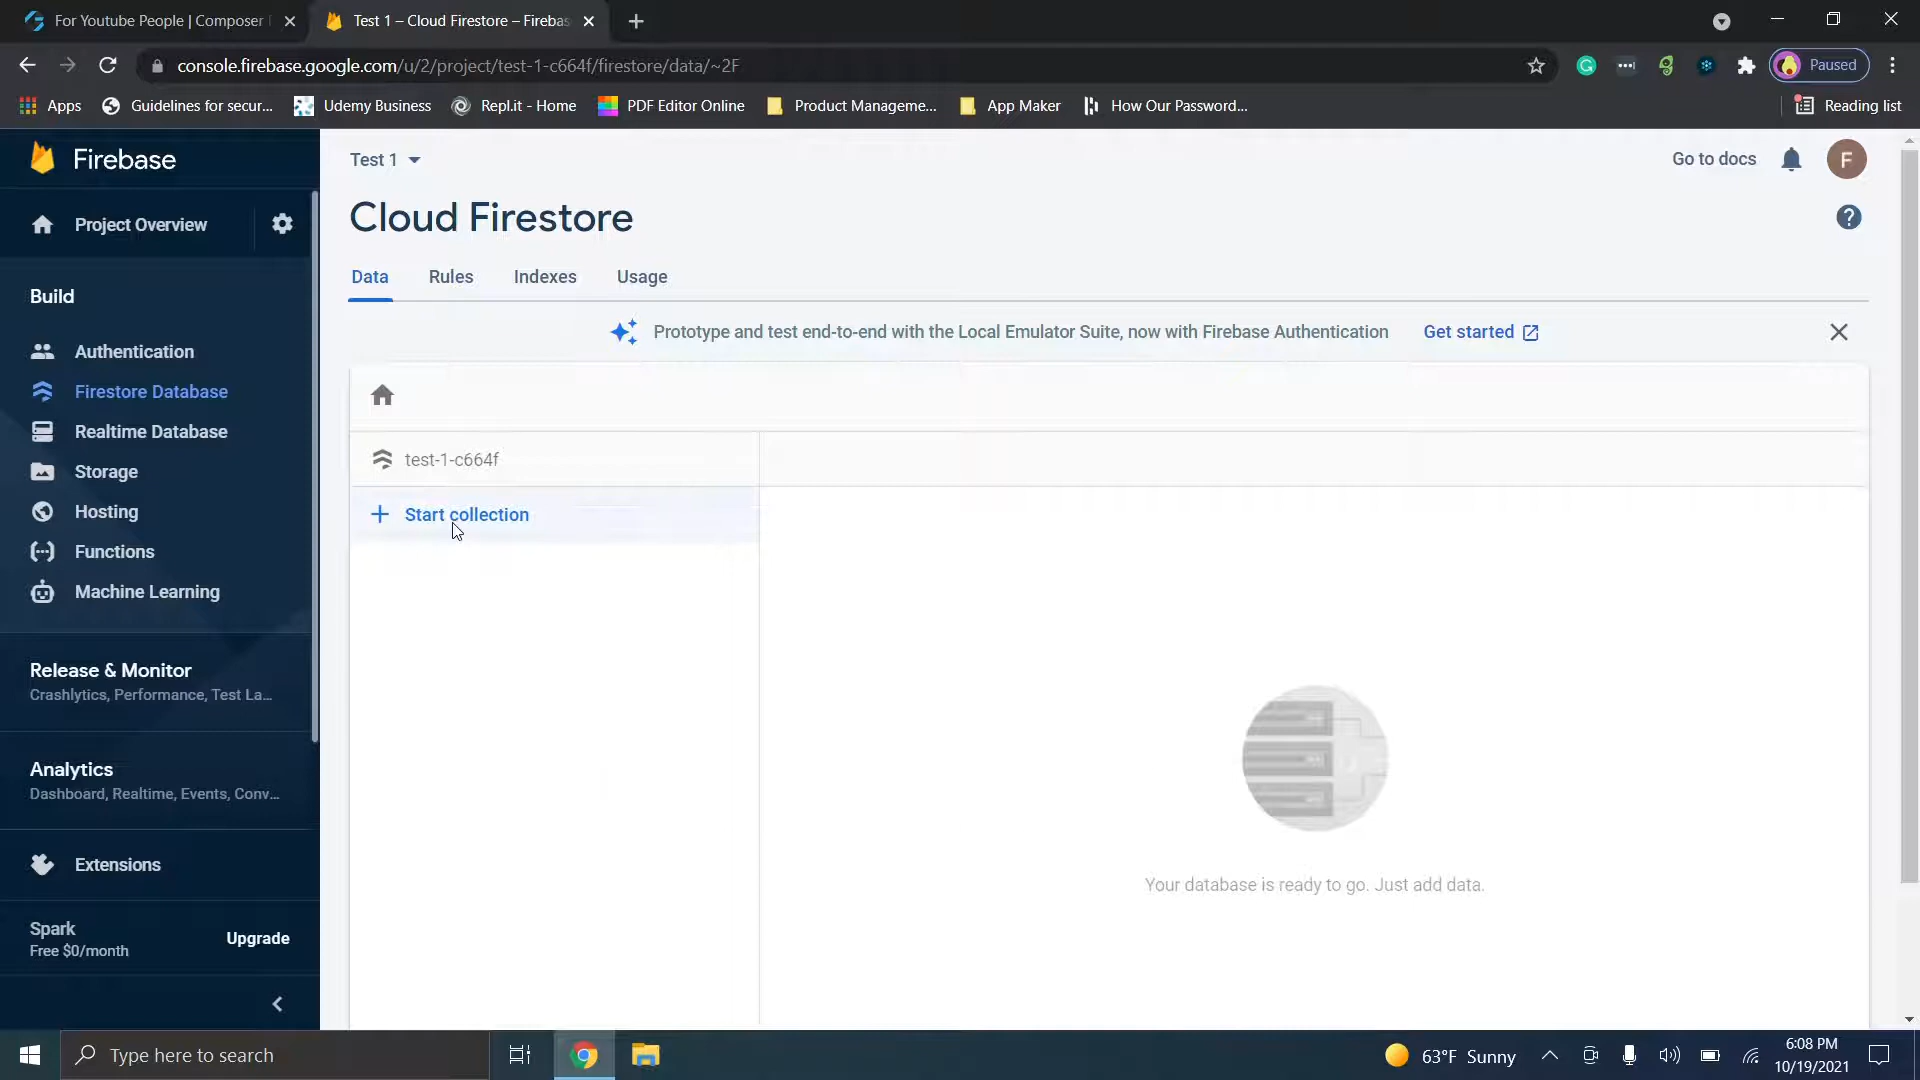 For Youtube People | Composer
Test 1 – Cloud Firestore – Firebas
console.firebase.google.com/u/2/project/test-1-c664f/firestore/data/~2F
Paused
Apps
Guidelines for secur...
Udemy Business
Repl.it - Home
PDF Editor Online
Product Manageme...
App Maker
How Our Password...
Reading list
Firebase
Test 1
Go to docs
F
Project Overview
Cloud Firestore
Data
Rules
Indexes
Usage
Build
Prototype and test end-to-end with the Local Emulator Suite, now with Firebase Authentication
Get started
Authentication
Firestore Database
Realtime Database
Storage
Hosting
Functions
Machine Learning
test-1-c664f
Start collection
Your database is ready to go. Just add data.
Release & Monitor
Crashlytics, Performance, Test La...
Analytics
Dashboard, Realtime, Events, Conv...
Extensions
Spark
Free $0/month
Upgrade
Type here to search
63°F Sunny
6:08 PM
10/19/2021